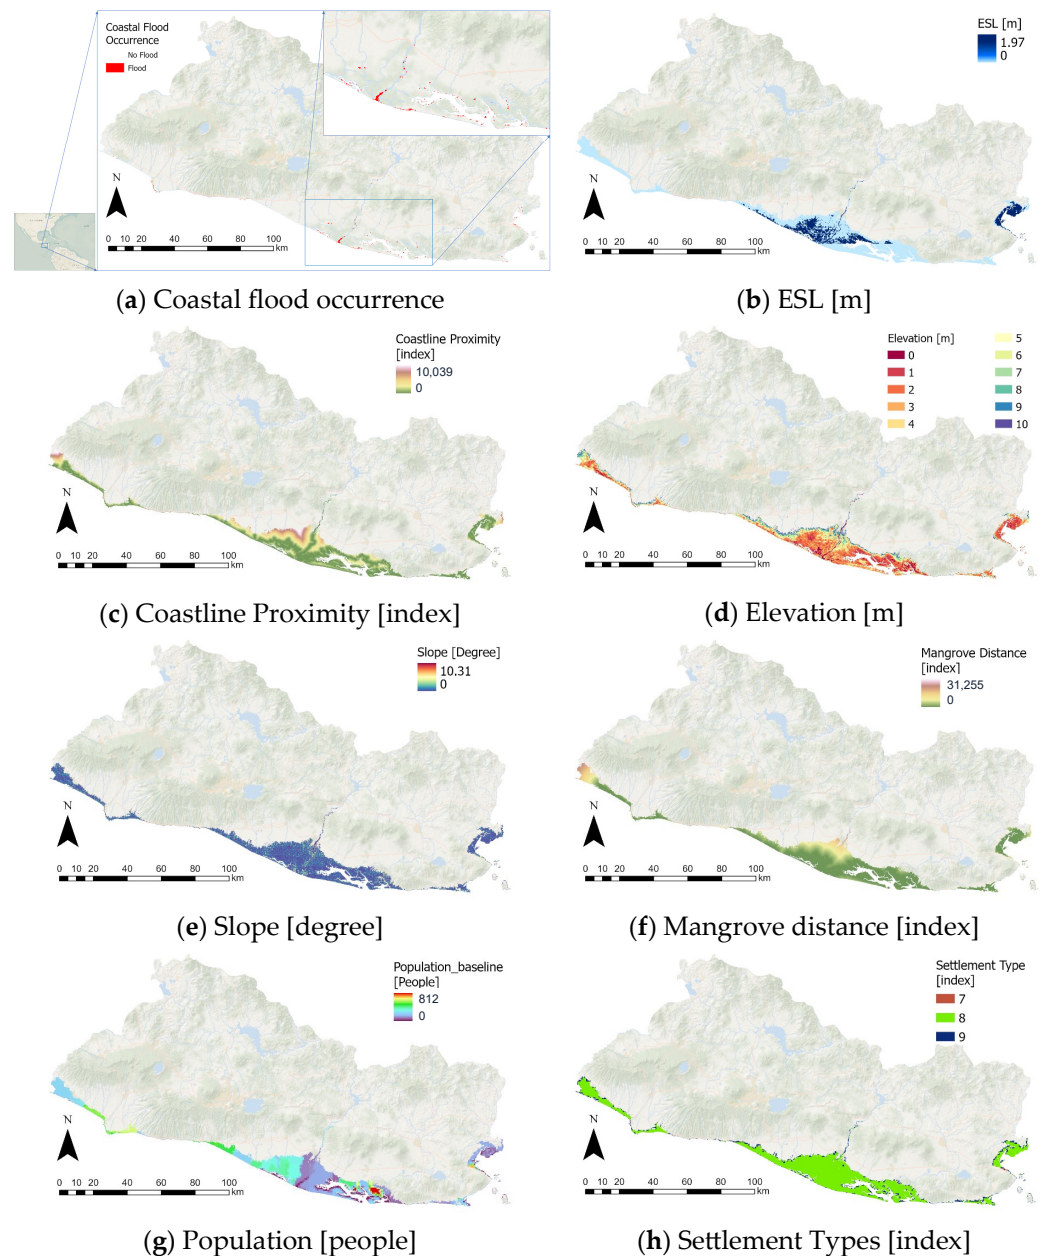 Coastal Flood
Occurrence
No Flood
Flood
N
0 10 20 40 60 80 100
km
(a) Coastal flood occurrence
ESL [m]
1.97
0
N
0 10 20 40 60 80 100
km
(b) ESL [m]
Coastline Proximity
[index]
10,039
0
N
0 10 20 40 60 80 100
km
(c) Coastline Proximity [index]
Elevation [m]
0
1
2
3
4
5
6
7
8
9
10
N
0 10 20 40 60 80 100
km
(d) Elevation [m]
Slope [Degree]
10.31
0
N
0 10 20 40 60 80 100
km
(e) Slope [degree]
Mangrove Distance
[index]
31,255
0
N
0 10 20 40 60 80 100
km
(f) Mangrove distance [index]
Population_baseline
[People]
812
0
N
0 10 20 40 60 80 100
km
(g) Population [people]
Settlement Type
[index]
7
8
9
N
0 10 20 40 60 80 100
km
(h) Settlement Types [index]